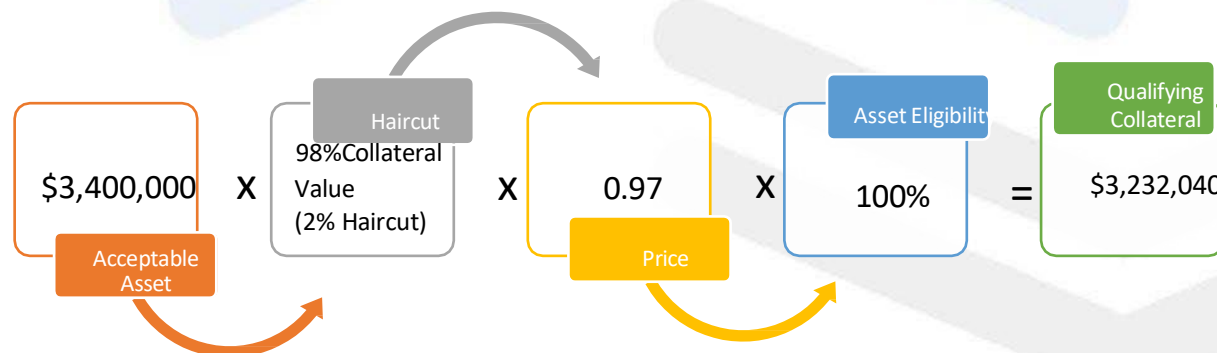 $3,400,000
Acceptable
Asset
X
Haircut
98%Collateral
Value
(2% Haircut)
X
0.97
Price
X
Asset Eligibility
100%
=
Qualifying
Collateral
$3,232,040